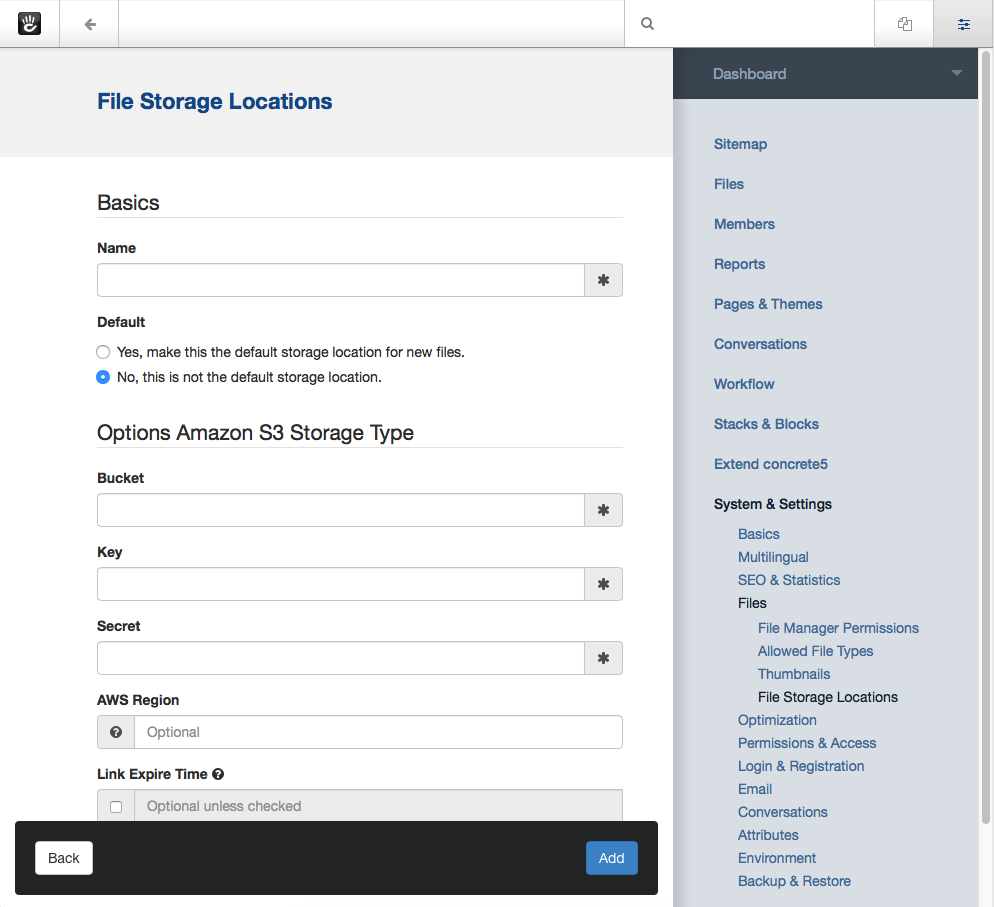 File Storage Locations
Basics
Name
Default
Yes, make this the default storage location for new files.
No, this is not the default storage location.
Options Amazon S3 Storage Type
Bucket
Key
Secret
AWS Region
Optional
Link Expire Time
Optional unless checked
Back
Add
Dashboard
Sitemap
Files
Members
Reports
Pages & Themes
Conversations
Workflow
Stacks & Blocks
Extend concrete5
System & Settings
Basics
Multilingual
SEO & Statistics
Files
File Manager Permissions
Allowed File Types
Thumbnails
File Storage Locations
Optimization
Permissions & Access
Login & Registration
Email
Conversations
Attributes
Environment
Backup & Restore